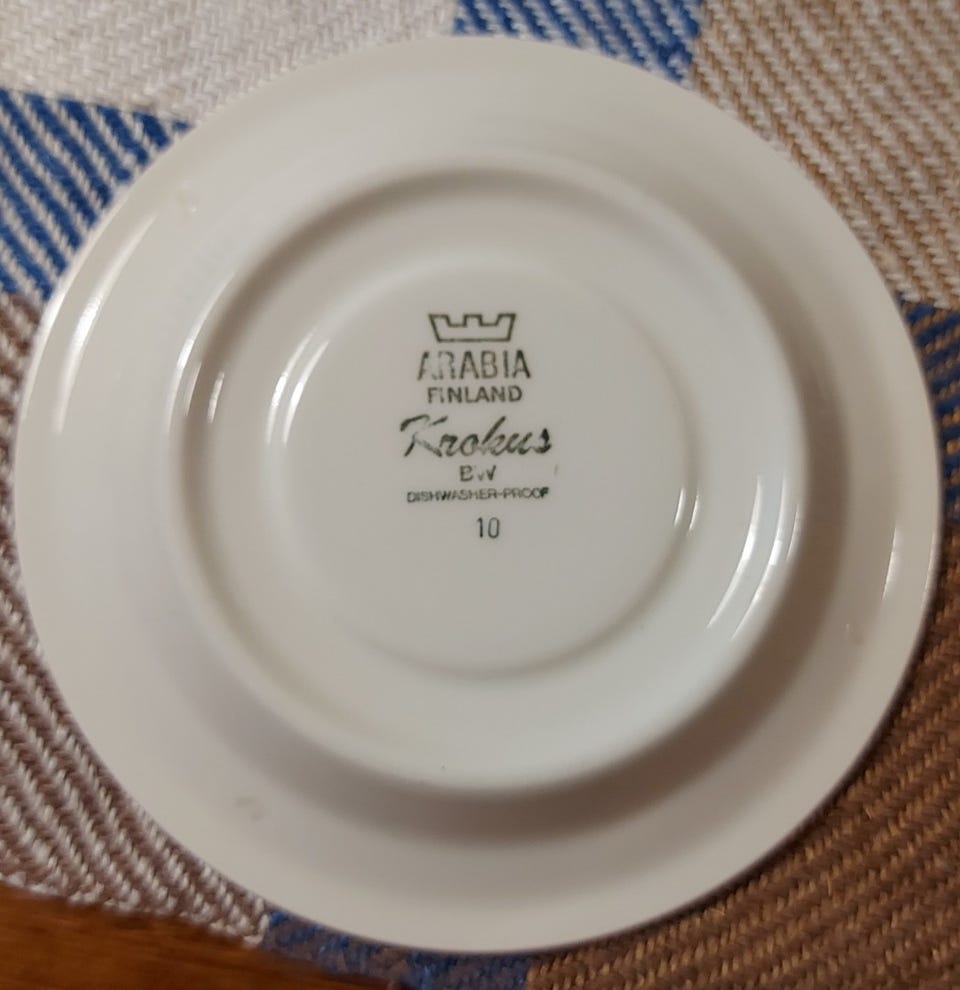 ARABIA
FINLAND
Krokus
BW
DISHWASHER-PROOF
10